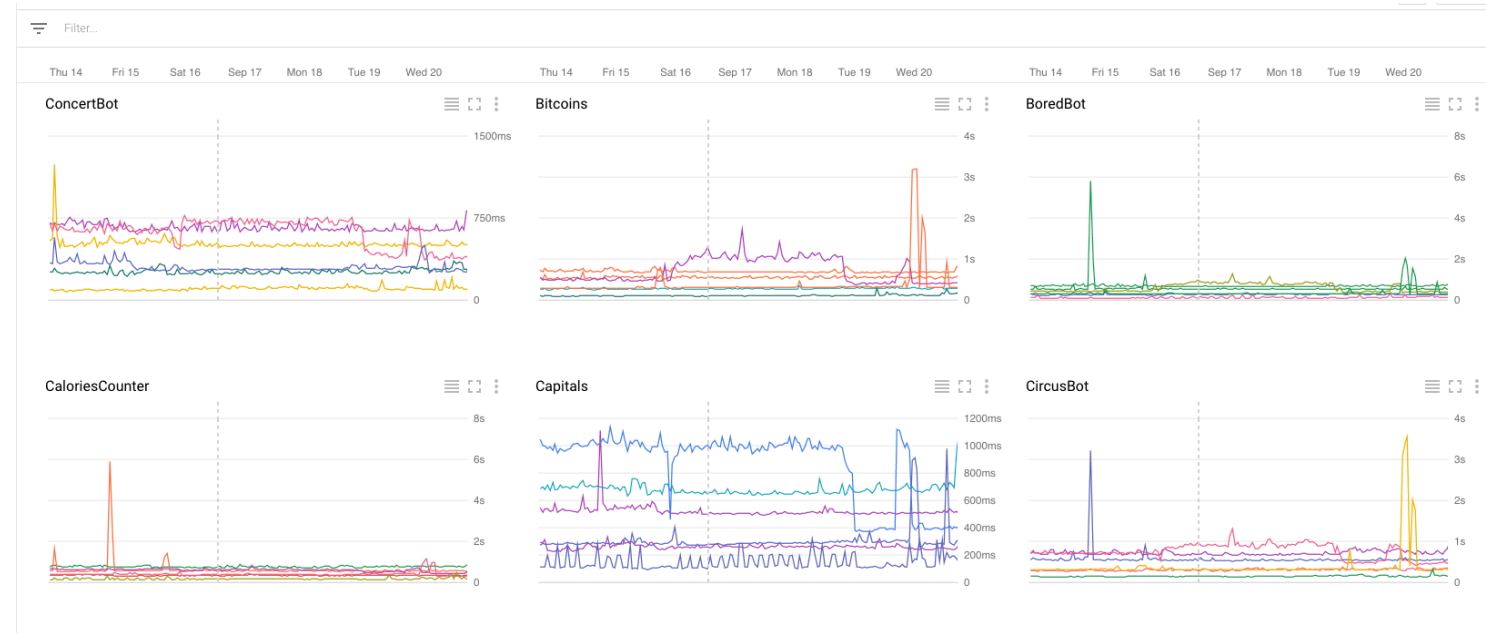 Filter...
Thu 14 Fri 15 Sat 16 Sep 17 Mon 18 Tue 19 Wed 20 Thu 14 Fri 15 Sat 16 Sep 17 Mon 18 Tue 19 Wed 20 Thu 14 Fri 15 Sat 16 Sep 17 Mon 18 Tue 19 Wed 20
ConcertBot
1500ms
750ms
0
Bitcoins
4s
3s
2s
1s
0
BoredBot
8s
6s
4s
2s
0
CaloriesCounter
8s
6s
4s
2s
0
Capitals
1200ms
1000ms
800ms
600ms
400ms
200ms
0
CircusBot
4s
3s
2s
1s
0